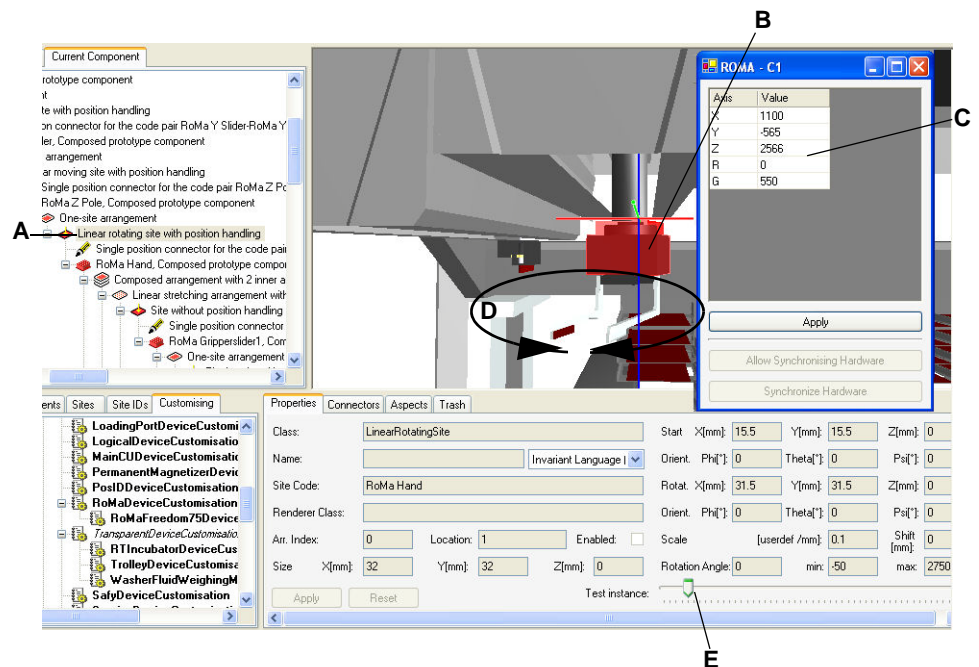 B
Current Component
rototype component
nt
te with position handling
on connector for the code pair RoMa Y Slider-RoMa Y
der, Composed prototype component
arrangement
ar moving site with position handling
Single position connector for the code pair RoMa Z Po
RoMa Z Pole, Composed prototype component
One-site arrangement
A
Linear rotating site with position handling
Single position connector for the code pai
RoMa Hand, Composed prototype compor
Composed arrangement with 2 inner a
Linear stretching arrangement with
Site without position handling
Single position connector
RoMa Gripperslider1, Com
One-site arrangement
D
ROMA - C1
Axis Value
X 1100
Y -565
Z 2566
R 0
G 550
C
Apply
Allow Synchronising Hardware
Synchronize Hardware
ents Sites Site IDs Customising
LoadingPortDeviceCustomi
LogicalDeviceCustomisatio
MainCUDeviceCustomisatio
PermanentMagnetizerDevic
PosIDDeviceCustomisation
RoMaDeviceCustomisation
RoMaFreedom75Device
TransparentDeviceCustomisatio
RTIncubatorDeviceCus
TrolleyDeviceCustomisa
WasherFluidWeighingM
SafyDeviceCustomisation
Properties Connectors Aspects Trash
Class: LinearRotatingSite Start X[mm]: 15.5 Y[mm]: 15.5 Z[mm]: 0
Name: Invariant Language ( Orient. Phi[°]: 0 Theta[°]: 0 Psi[°]: 0
Site Code: RoMa Hand Rotat. X[mm]: 31.5 Y[mm]: 31.5 Z[mm]: 0
Renderer Class: Orient. Phi[°]: 0 Theta[°]: 0 Psi[°]: 0
Arr. Index: 0 Location: 1 Enabled: Scale [userdef /mm]: 0.1 Shift [mm]: 0
Size X[mm]: 32 Y[mm]: 32 Z[mm]: 0 Rotation Angle: 0 min: -50 max: 2750
Apply Reset Test instance:
E